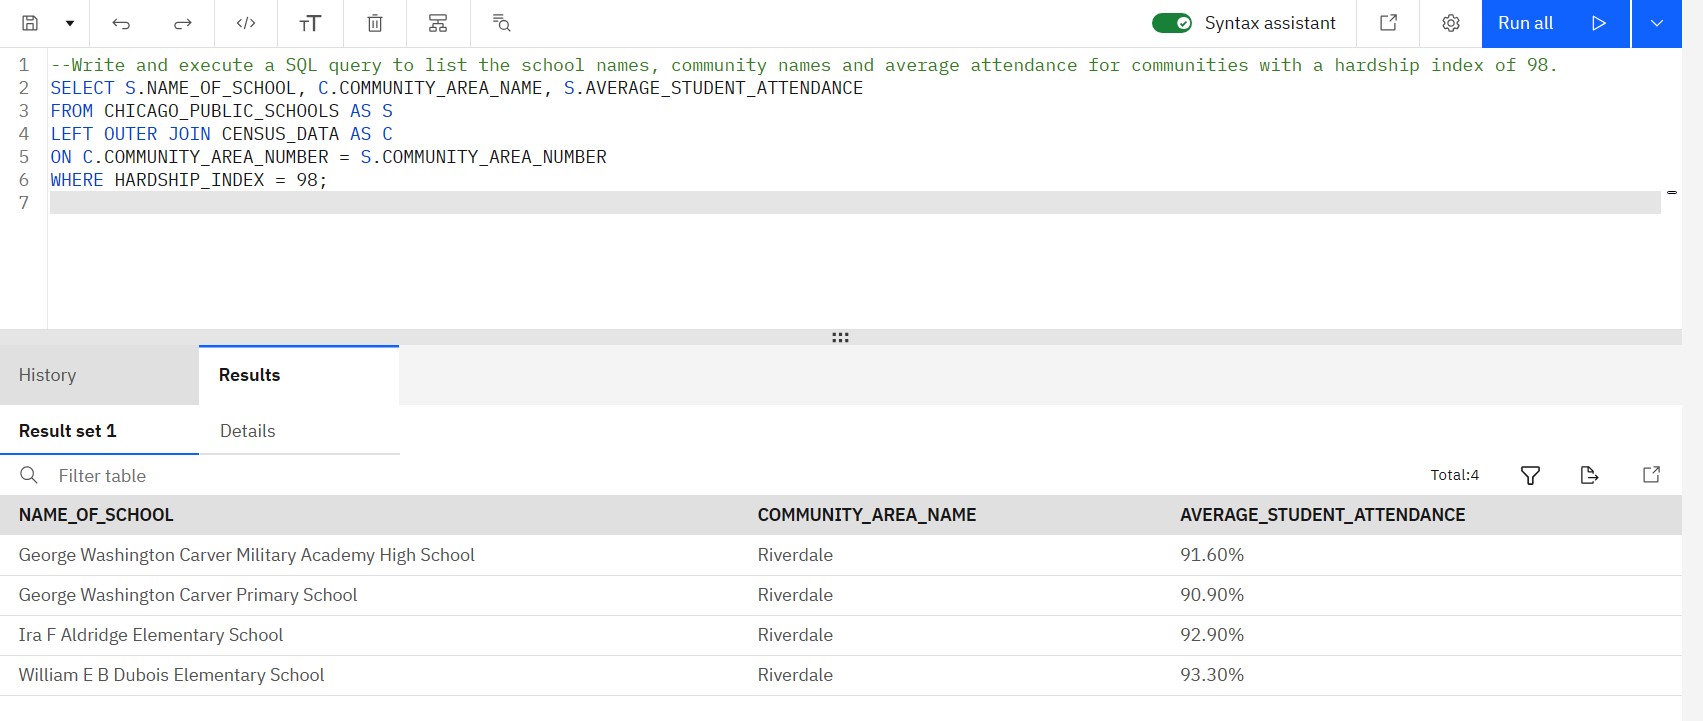 </> TT Syntax assistant Run all
1 --Write and execute a SQL query to list the school names, community names and average attendance for communities with a hardship index of 98.
2 SELECT S.NAME_OF_SCHOOL, C.COMMUNITY_AREA_NAME, S.AVERAGE_STUDENT_ATTENDANCE
3 FROM CHICAGO_PUBLIC_SCHOOLS AS S
4 LEFT OUTER JOIN CENSUS_DATA AS C
5 ON C.COMMUNITY_AREA_NUMBER = S.COMMUNITY_AREA_NUMBER
6 WHERE HARDSHIP_INDEX = 98;
7
History Results
Result set 1 Details
Filter table Total:4
NAME_OF_SCHOOL COMMUNITY_AREA_NAME AVERAGE_STUDENT_ATTENDANCE
George Washington Carver Military Academy High School Riverdale 91.60%
George Washington Carver Primary School Riverdale 90.90%
Ira F Aldridge Elementary School Riverdale 92.90%
William E B Dubois Elementary School Riverdale 93.30%